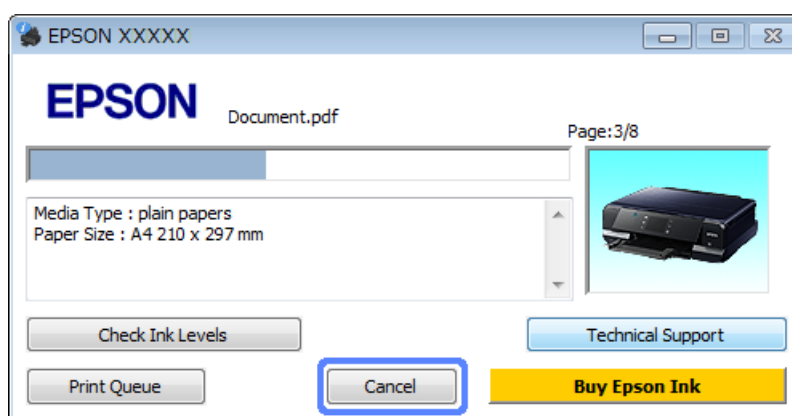 EPSON XXXXX
EPSON
Document.pdf
Page:3/8
Media Type : plain papers
Paper Size : A4 210 x 297 mm
Check Ink Levels
Technical Support
Print Queue
Cancel
Buy Epson Ink